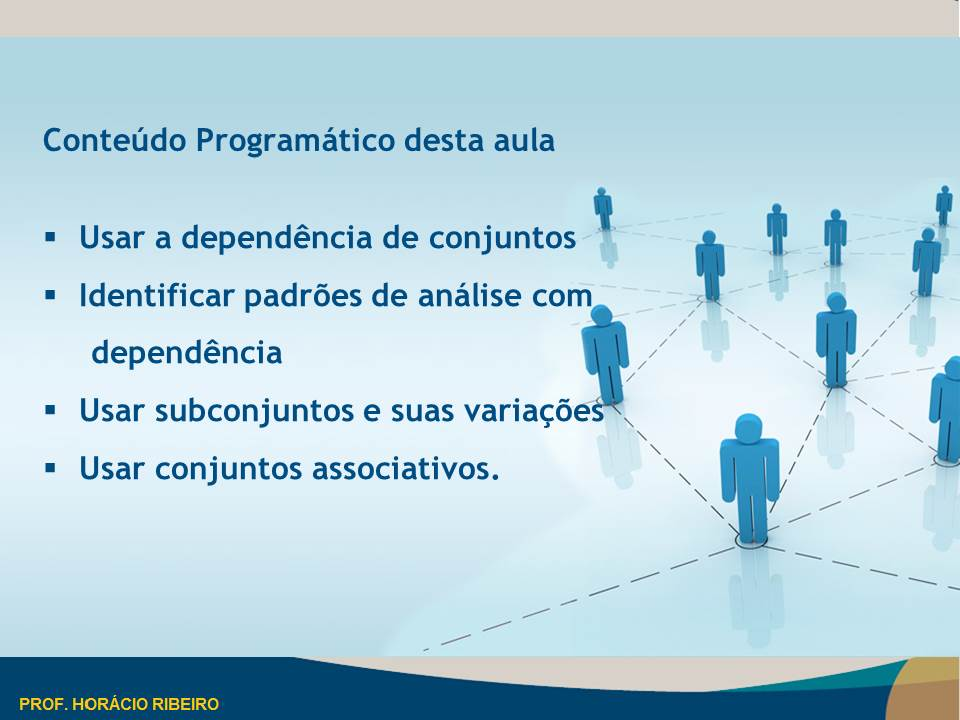 Conteúdo Programático desta aula
▪ Usar a dependência de conjuntos
▪ Identificar padrões de análise com
dependência
▪ Usar subconjuntos e suas variações
▪ Usar conjuntos associativos.
PROF. HORÁCIO RIBEIRO